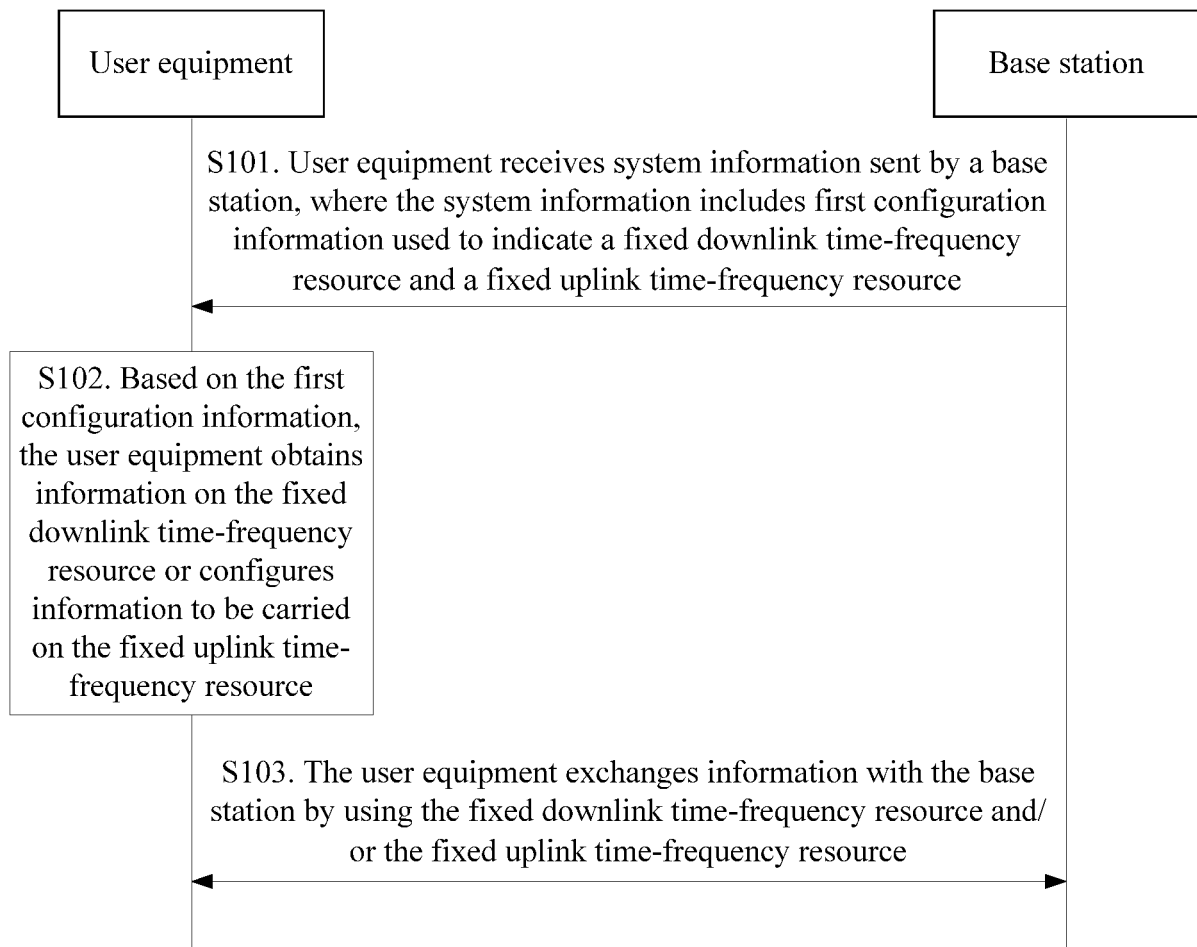 User equipment
Base station
S101. User equipment receives system information sent by a base
station, where the system information includes first configuration
information used to indicate a fixed downlink time-frequency
resource and a fixed uplink time-frequency resource
S102. Based on the first
configuration information,
the user equipment obtains
information on the fixed
downlink time-frequency
resource or configures
information to be carried
on the fixed uplink time-
frequency resource
S103. The user equipment exchanges information with the base
station by using the fixed downlink time-frequency resource and/
or the fixed uplink time-frequency resource